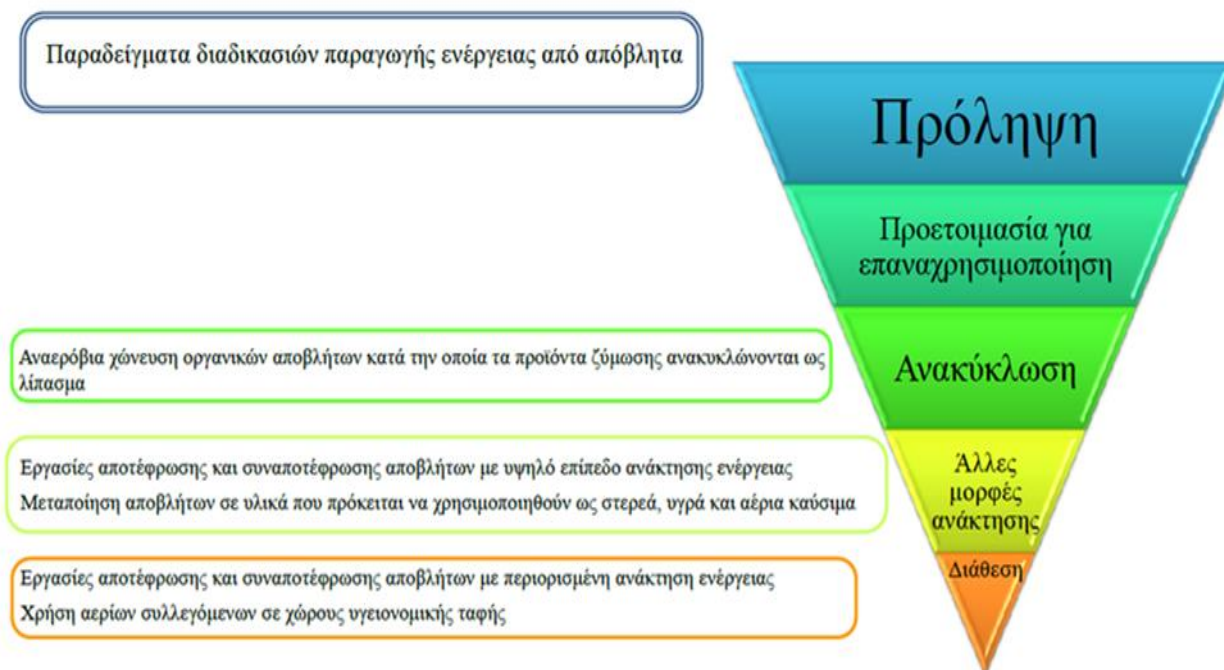 Παραδείγματα διαδικασιών παραγωγής ενέργειας από απόβλητα
Πρόληψη
Προετοιμασία για
επαναχρησιμοποίηση
Αναερόβια χώνευση οργανικών αποβλήτων κατά την οποία τα προϊόντα ζύμωσης ανακυκλώνονται ως
λίπασμα
Ανακύκλωση
Εργασίες αποτέφρωσης και συναποτέφρωσης αποβλήτων με υψηλό επίπεδο ανάκτησης ενέργειας
Μεταποίηση αποβλήτων σε υλικά που πρόκειται να χρησιμοποιηθούν ως στερεά, υγρά και αέρια καύσιμα
Άλλες
μορφές
ανάκτησης
Εργασίες αποτέφρωσης και συναποτέφρωσης αποβλήτων με περιορισμένη ανάκτηση ενέργειας
Χρήση αερίων συλλεγόμενων σε χώρους υγειονομικής ταφής
Διάθεση